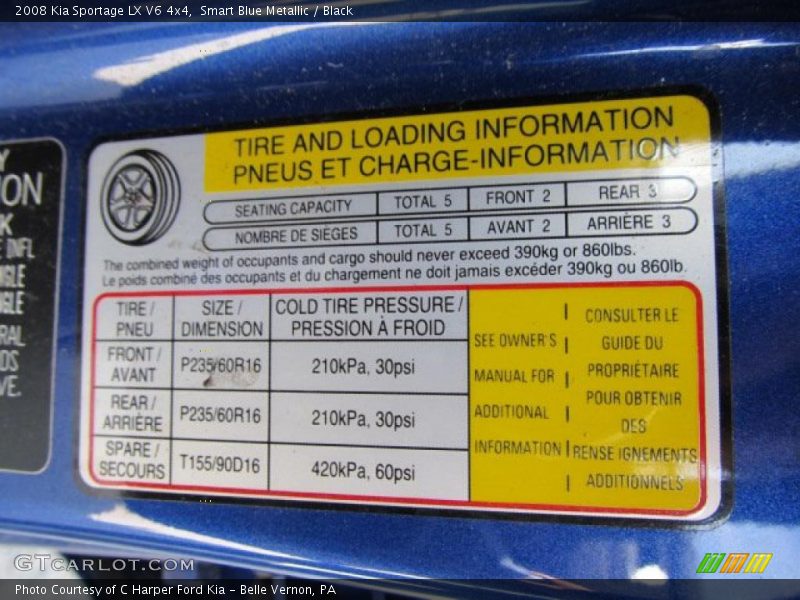 2008 Kia Sportage LX V6 4x4, Smart Blue Metallic / Black
TIRE AND LOADING INFORMATION
PNEUS ET CHARGE-INFORMATION
SEATING CAPACITY TOTAL 5 FRONT 2 REAR 3
NOMBRE DE SIEGES TOTAL 5 AVANT 2 ARRIÈRE 3
The combined weight of occupants and cargo should never exceed 390kg or 860lbs.
Le poids combiné des occupants et du chargement ne doit jamais excéder 390kg ou 860lb.
TIRE / PNEU
SIZE / DIMENSION
COLD TIRE PRESSURE / PRESSION À FROID
FRONT / AVANT P235/60R16 210kPa, 30psi
REAR / ARRIÈRE P235/60R16 210kPa, 30psi
SPARE / SECOURS T155/90D16 420kPa, 60psi
SEE OWNER'S
MANUAL FOR
ADDITIONAL
INFORMATION
CONSULTER LE
GUIDE DU
PROPRIÉTAIRE
POUR OBTENIR
DES
RENSE IGNEMENTS
ADDITIONNELS
GTCARLOT.COM
Photo Courtesy of C Harper Ford Kia – Belle Vernon, PA